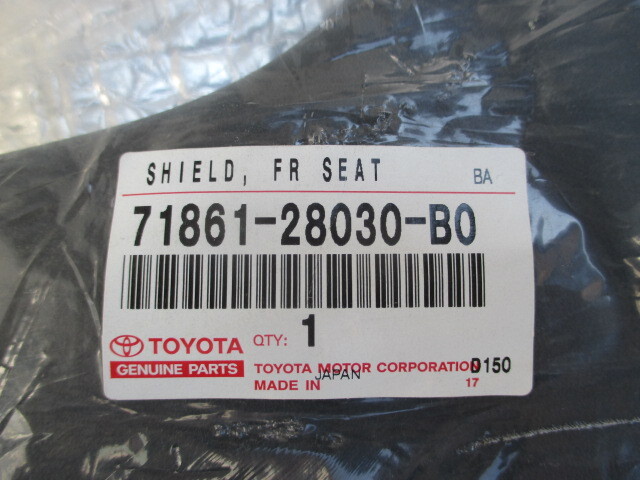 SHIELD, FR SEAT BA
71861-28030-B0
TOYOTA QTY: 1
GENUINE PARTS TOYOTA MOTOR CORPORATION D150
MADE IN JAPAN 17